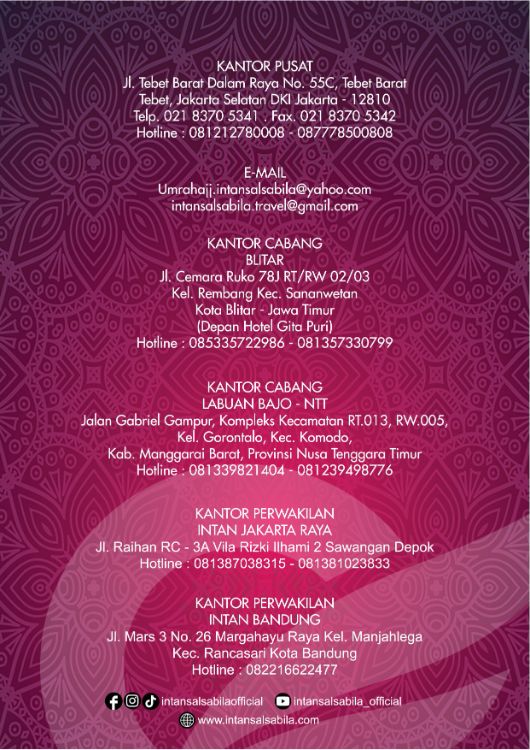 KANTOR PUSAT
Jl. Tebet Barat Dalam Raya No. 55C, Tebet Barat
Tebet, Jakarta Selatan DKI Jakarta - 12810
Telp. 021 8370 5341 . Fax. 021 8370 5342
Hotline : 081212780008 - 087778500808
E-MAIL
Umrahajj.intansalsabila@yahoo.com
intansalsabila.travel@gmail.com
KANTOR CABANG
BLITAR
Jl. Cemara Ruko 78J RT/RW 02/03
Kel. Rembang Kec. Sananwetan
Kota Blitar - Jawa Timur
(Depan Hotel Gita Puri)
Hotline : 085335722986 - 081357330799
KANTOR CABANG
LABUAN BAJO - NTT
Jalan Gabriel Gampur, Kompleks Kecamatan RT.013, RW.005,
Kel. Gorontalo, Kec. Komodo,
Kab. Manggarai Barat, Provinsi Nusa Tenggara Timur
Hotline : 081339821404 - 081239498776
KANTOR PERWAKILAN
INTAN JAKARTA RAYA
Jl. Raihan RC - 3A Vila Rizki Ilhami 2 Sawangan Depok
Hotline : 081387038315 - 081381023833
KANTOR PERWAKILAN
INTAN BANDUNG
Jl. Mars 3 No. 26 Margahayu Raya Kel. Manjahlega
Kec. Rancasari Kota Bandung
Hotline : 082216622477
intansalsabilaofficial intansalsabila_official
www.intansalsabila.com